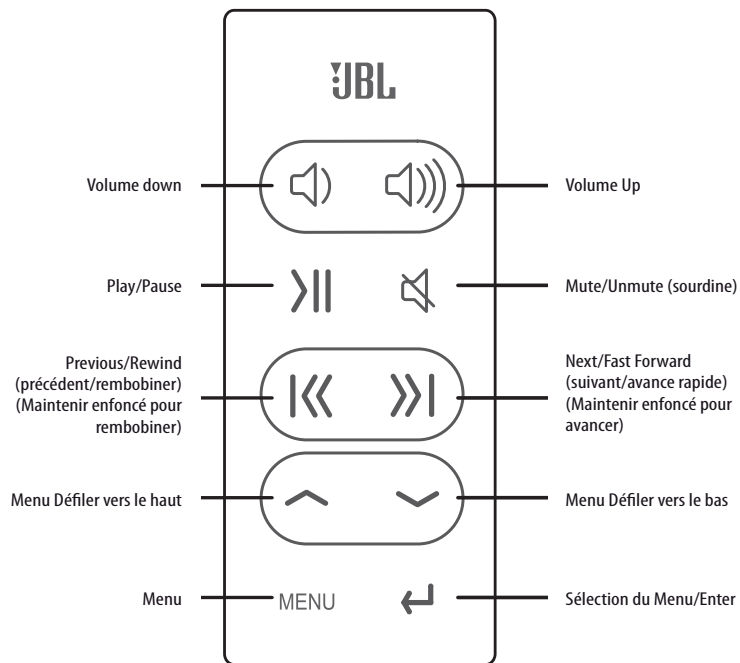 JBL
Volume down
Volume Up
Play/Pause
Mute/Unmute (sourdine)
Previous/Rewind
(précédent/rembobiner)
(Maintenir enfoncé pour
rembobiner)
Next/Fast Forward
(suivant/avance rapide)
(Maintenir enfoncé pour
avancer)
Menu Défiler vers le haut
Menu Défiler vers le bas
Menu
MENU
Sélection du Menu/Enter